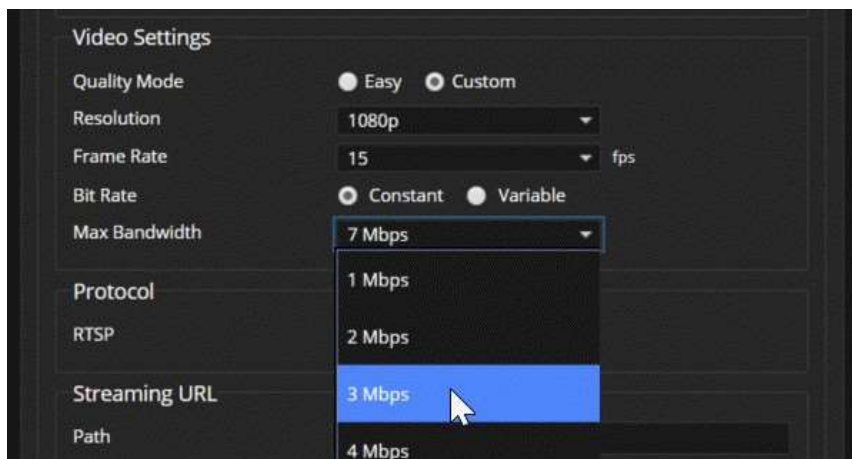 Video Settings
Quality Mode Easy Custom
Resolution 1080p
Frame Rate 15 fps
Bit Rate Constant Variable
Max Bandwidth 7 Mbps
1 Mbps
Protocol
RTSP 2 Mbps
Streaming URL 3 Mbps
Path 4 Mbps